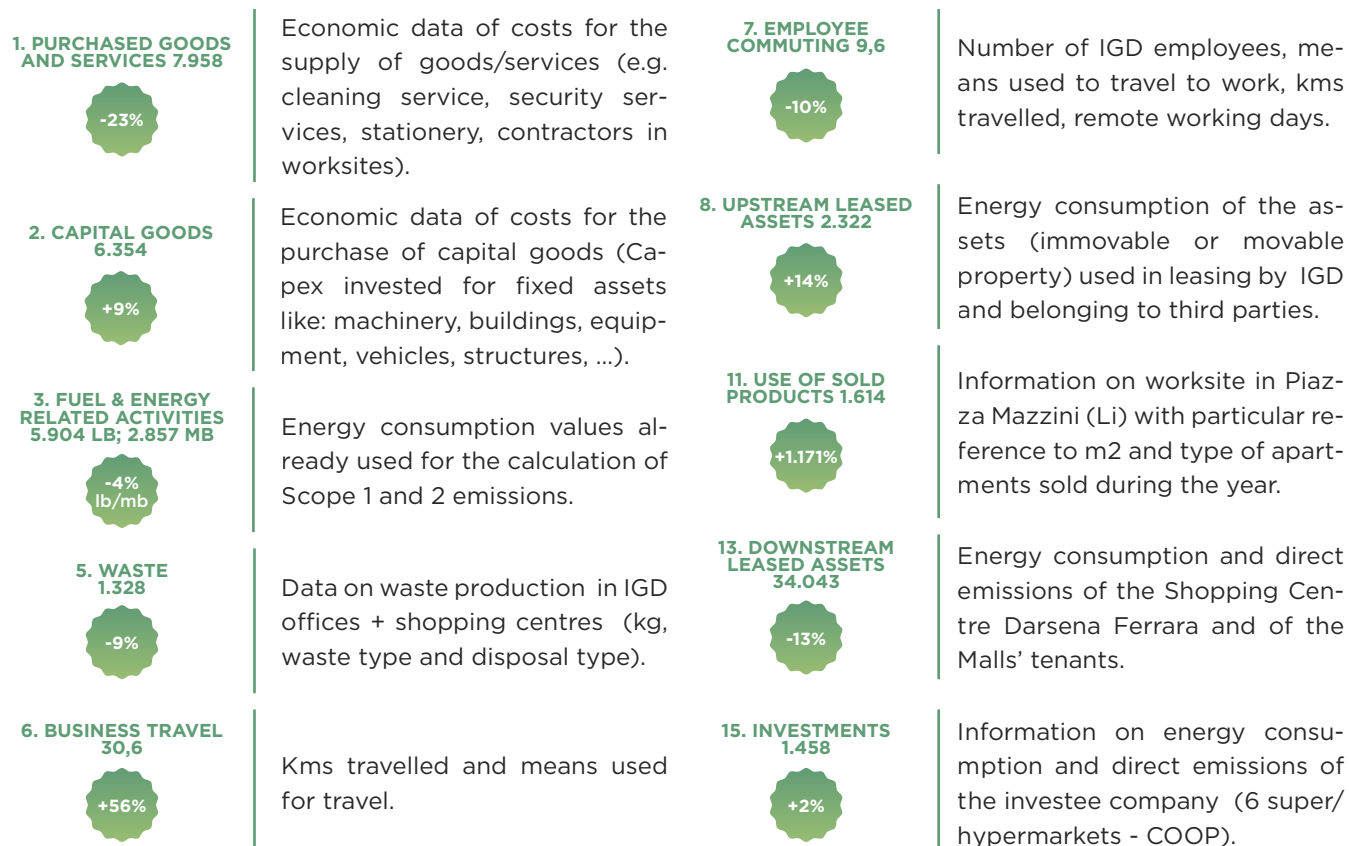 1. PURCHASED GOODS
AND SERVICES 7.958
-23%
Economic data of costs for the
supply of goods/services (e.g.
cleaning service, security ser-
vices, stationery, contractors in
worksites).
2. CAPITAL GOODS
6.354
+9%
Economic data of costs for the
purchase of capital goods (Ca-
pex invested for fixed assets
like: machinery, buildings, equip-
ment, vehicles, structures, ...).
3. FUEL & ENERGY
RELATED ACTIVITIES
5.904 LB; 2.857 MB
-4%
lb/mb
Energy consumption values al-
ready used for the calculation of
Scope 1 and 2 emissions.
5. WASTE
1.328
-9%
Data on waste production in IGD
offices + shopping centres (kg,
waste type and disposal type).
6. BUSINESS TRAVEL
30,6
+56%
Kms travelled and means used
for travel.
7. EMPLOYEE
COMMUTING 9,6
-10%
Number of IGD employees, me-
ans used to travel to work, kms
travelled, remote working days.
8. UPSTREAM LEASED
ASSETS 2.322
+14%
Energy consumption of the as-
sets (immovable or movable
property) used in leasing by IGD
and belonging to third parties.
11. USE OF SOLD
PRODUCTS 1.614
+1.171%
Information on worksite in Piaz-
za Mazzini (Li) with particular re-
ference to m2 and type of apart-
ments sold during the year.
13. DOWNSTREAM
LEASED ASSETS
34.043
-13%
Energy consumption and direct
emissions of the Shopping Cen-
tre Darsena Ferrara and of the
Malls' tenants.
15. INVESTMENTS
1.458
+2%
Information on energy consu-
mption and direct emissions of
the investee company (6 super/
hypermarkets - COOP).